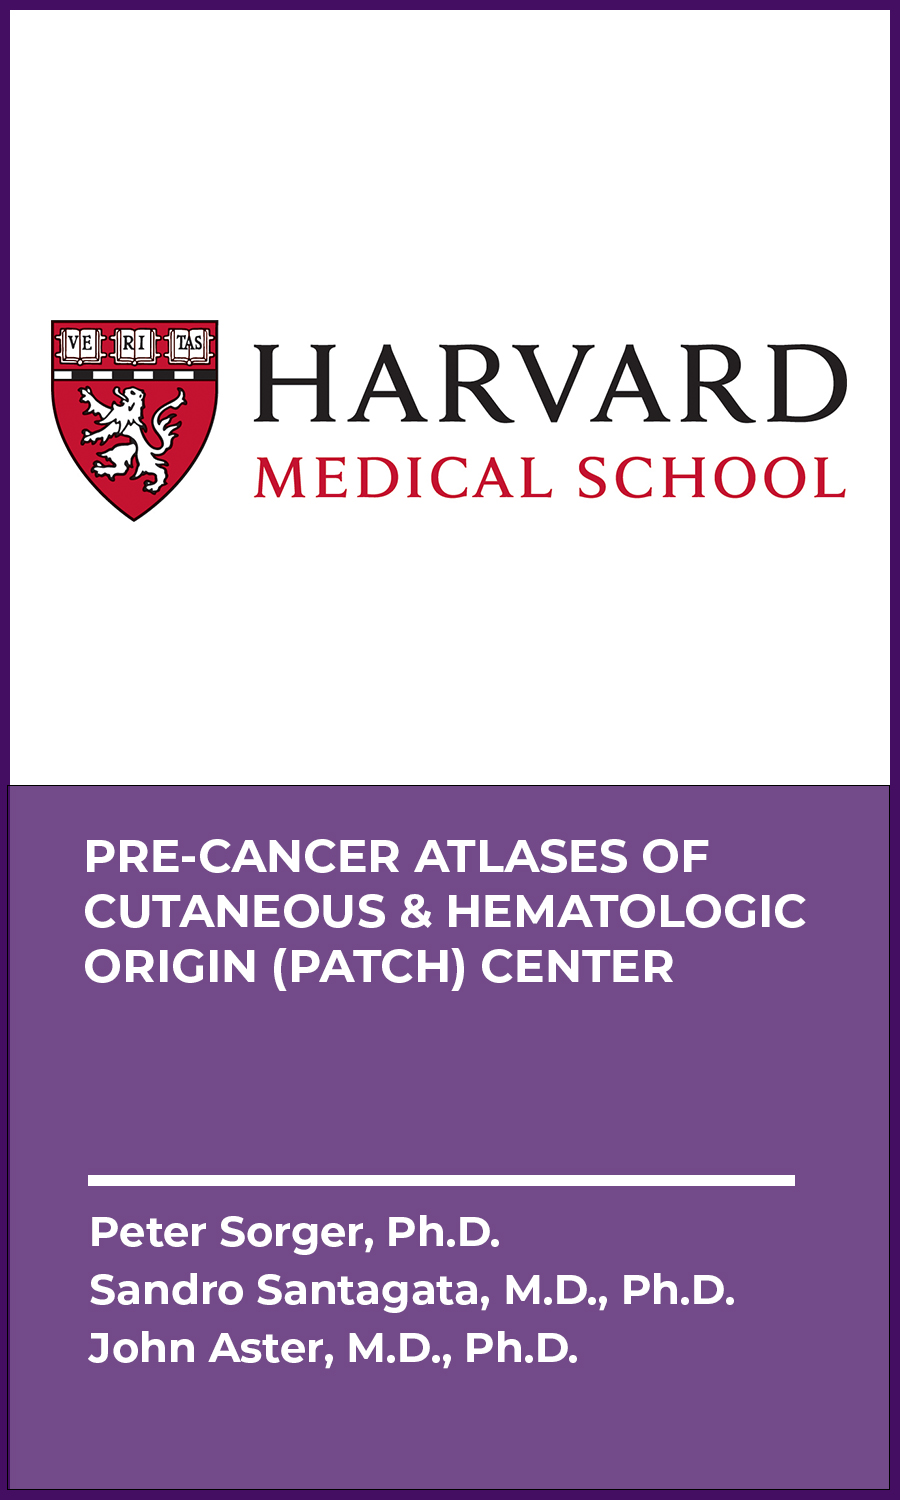 VE RI TAS
HARVARD
MEDICAL SCHOOL
PRE-CANCER ATLASES OF
CUTANEOUS & HEMATOLOGIC
ORIGIN (PATCH) CENTER
Peter Sorger, Ph.D.
Sandro Santagata, M.D., Ph.D.
John Aster, M.D., Ph.D.